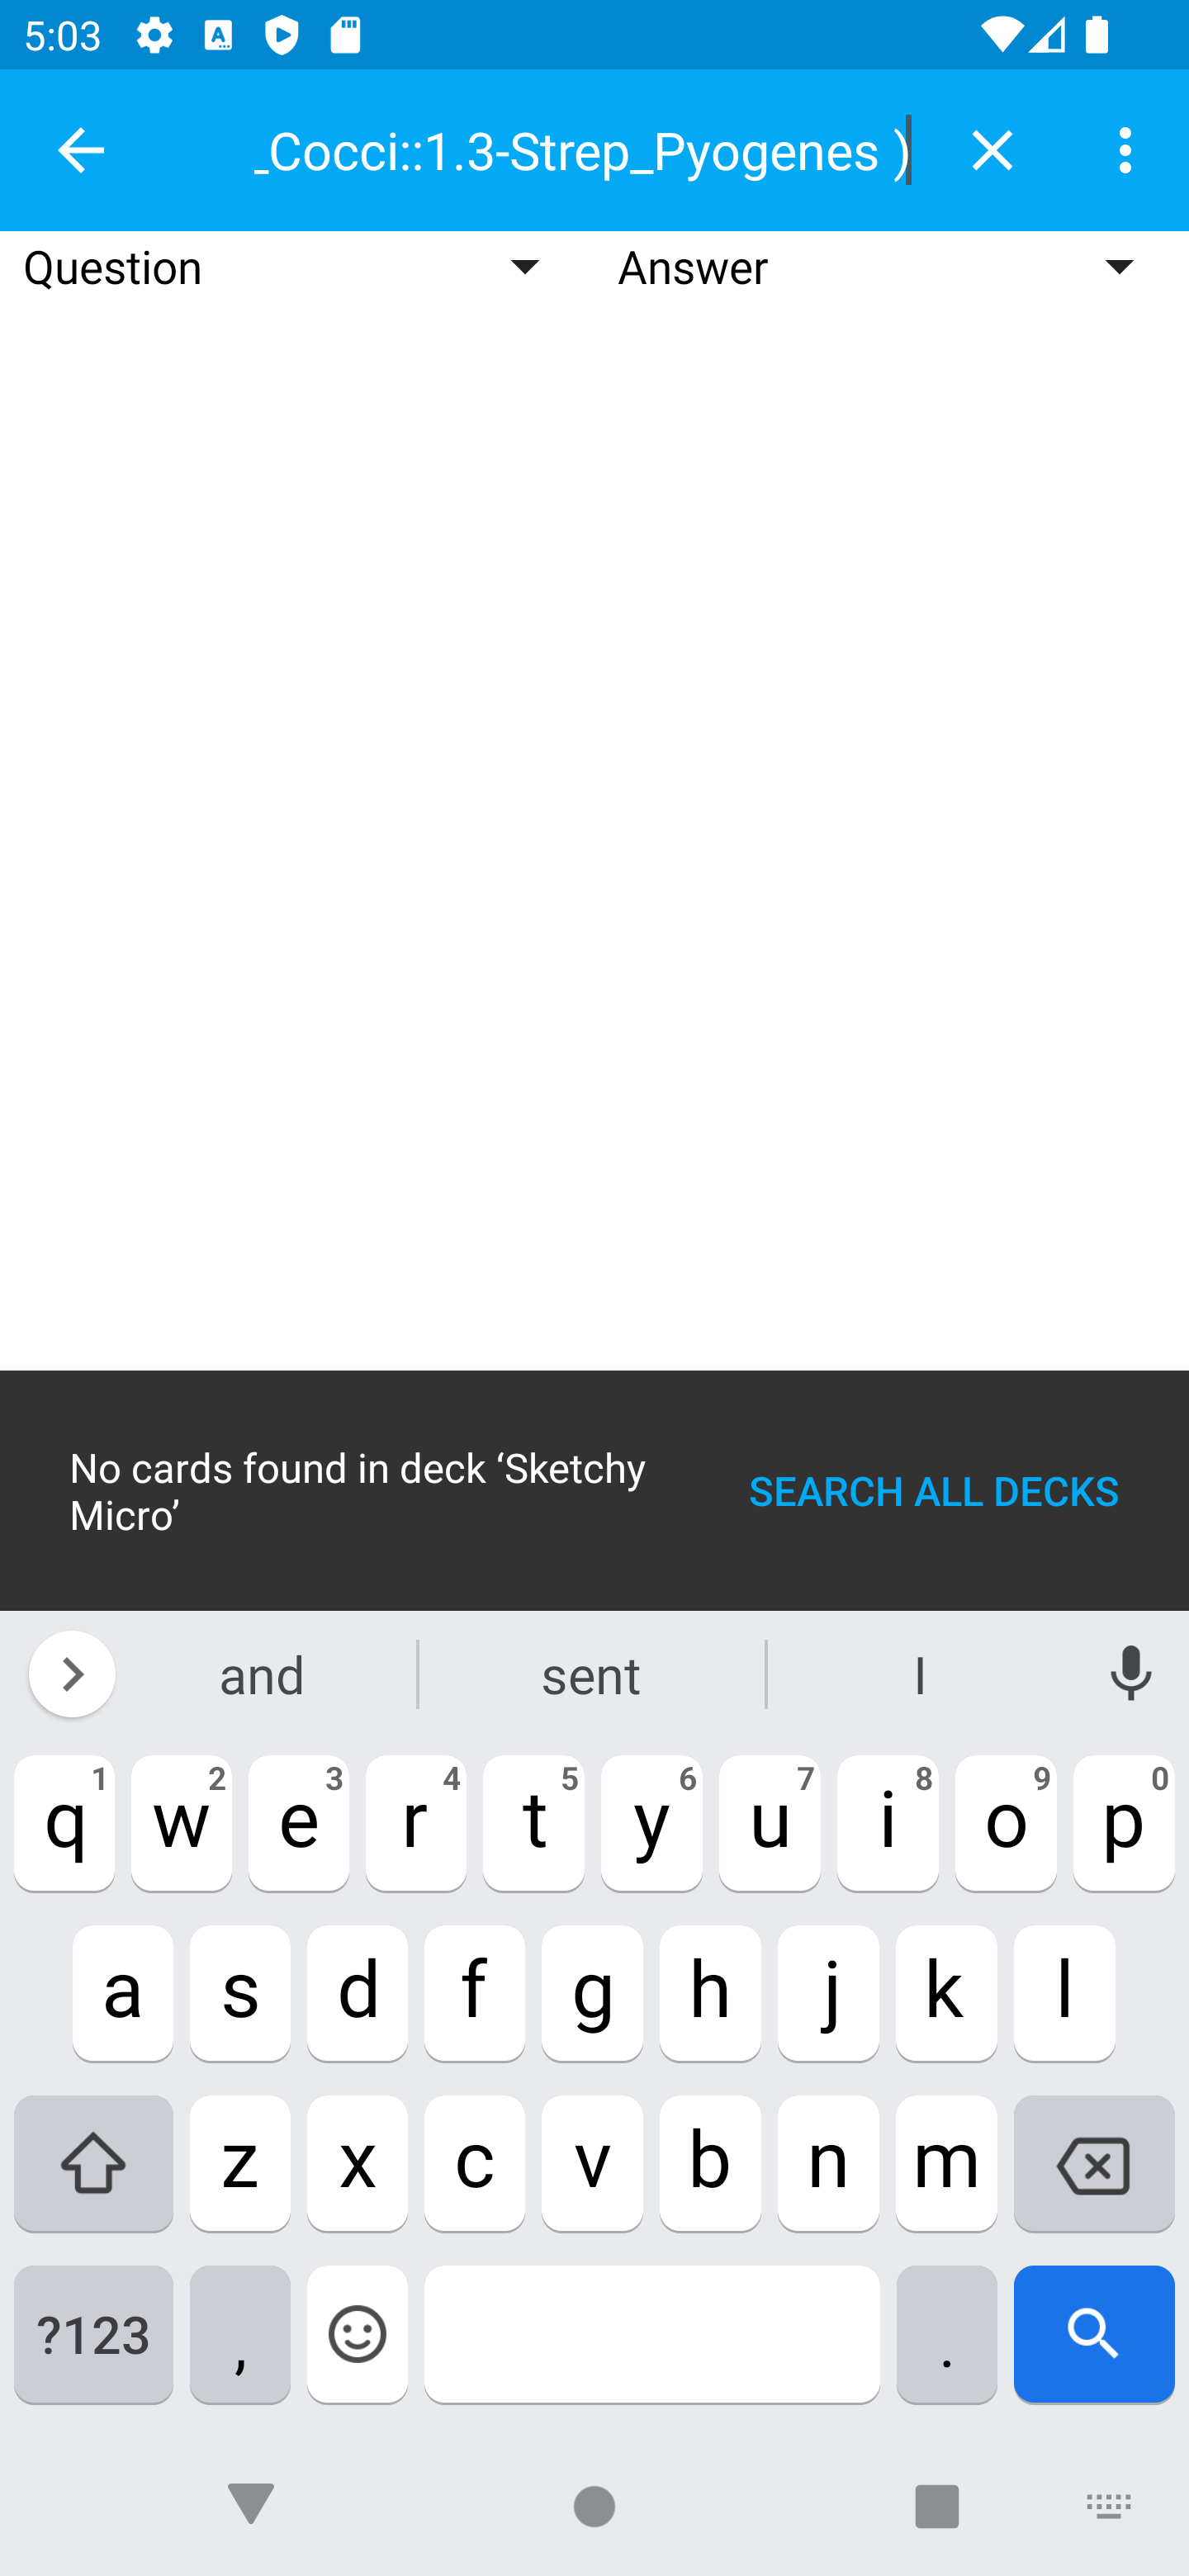 5:03
_Cocci::1.3-Strep_Pyogenes )
Question Answer
No cards found in deck ‘Sketchy
Micro’
SEARCH ALL DECKS
and sent I
1 2 3 4 5 6 7 8 9 0
q w e r t y u i o p
a s d f g h j k l
z x c v b n m
?123 , .